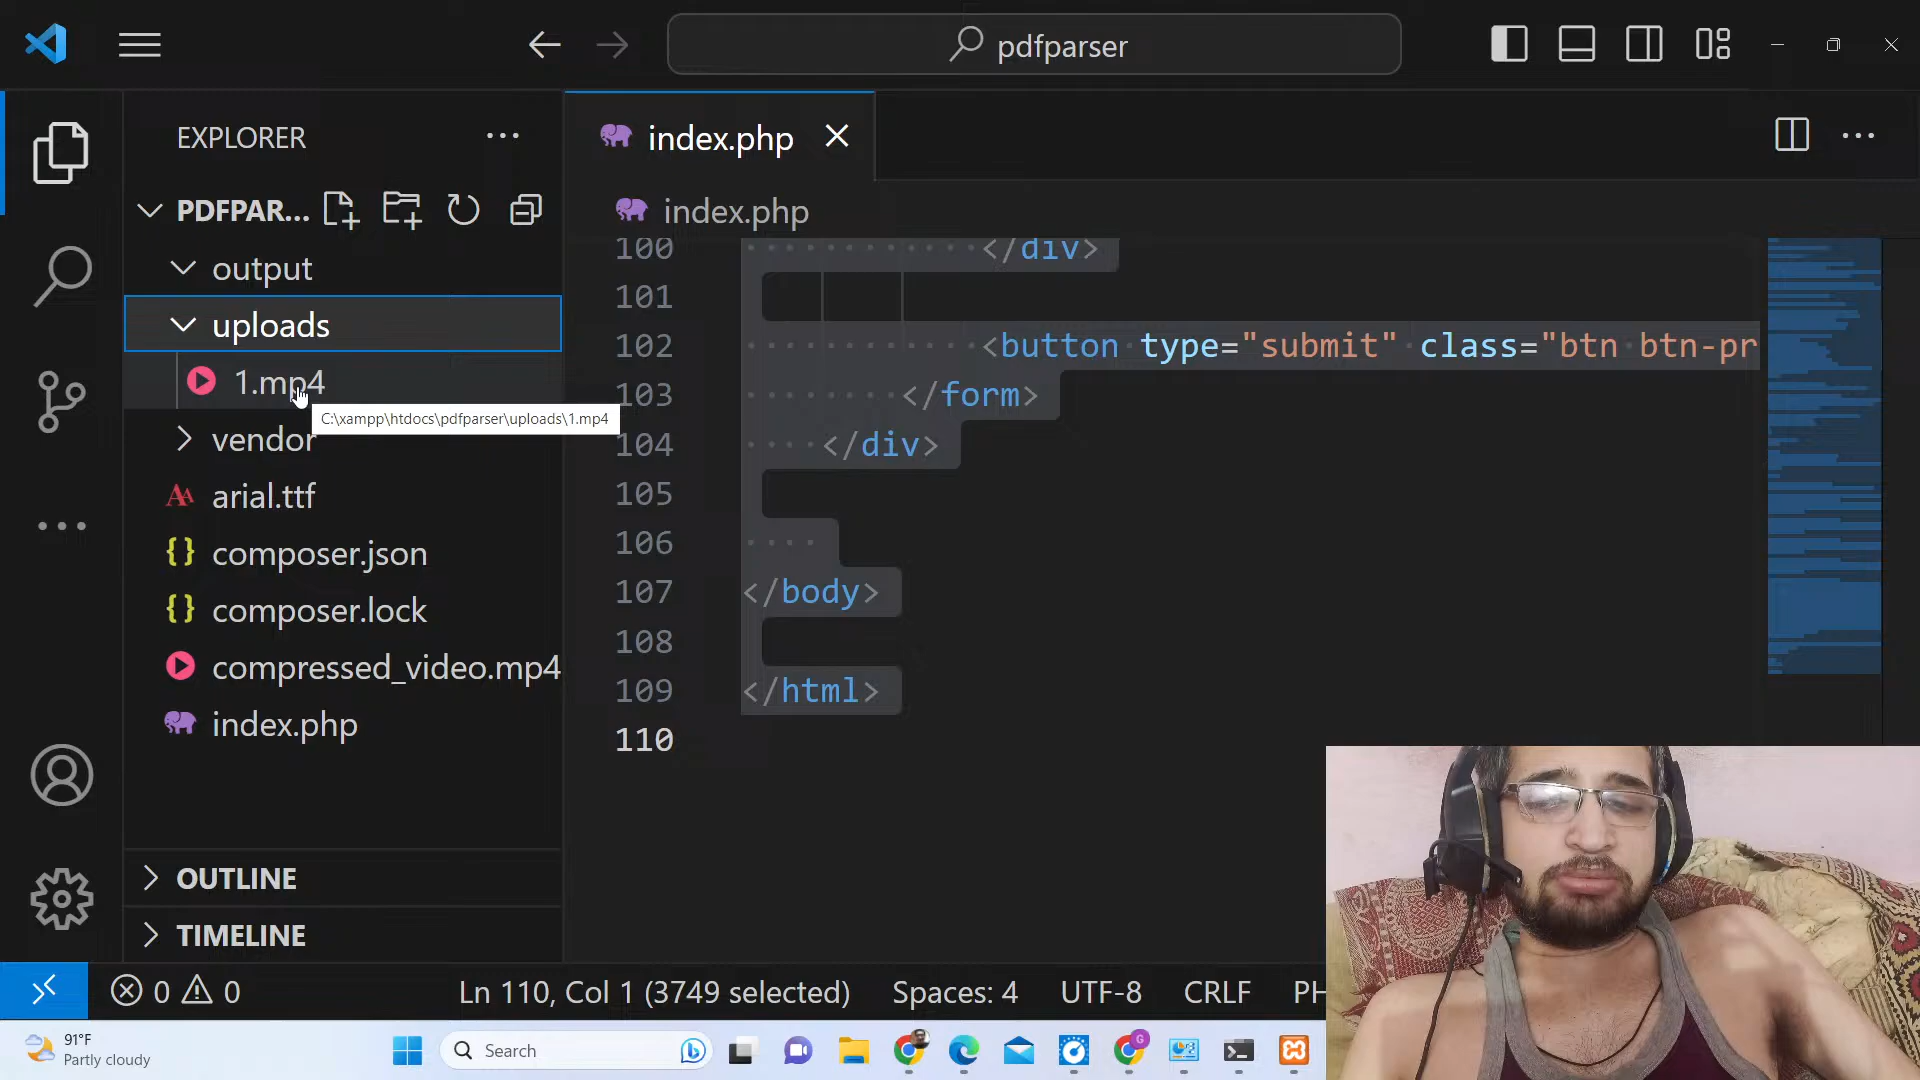 pdfparser
EXPLORER
index.php
PDFPAR...
index.php
output
uploads
1.mp4
C:\xampp\htdocs\pdfparser\uploads\1.mp4
vendor
arial.ttf
composer.json
composer.lock
compressed_video.mp4
index.php
OUTLINE
TIMELINE
100 </div>
101
102 <button type="submit" class="btn btn-pr
103 </form>
104 </div>
105
106
107 </body>
108
109 </html>
110
0 0 Ln 110, Col 1 (3749 selected) Spaces: 4 UTF-8 CRLF PH
91°F
Partly cloudy
Search